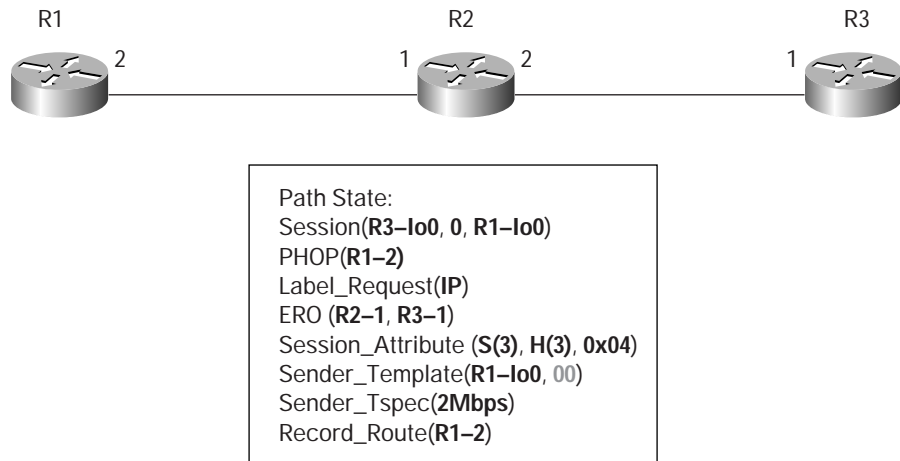 R1 R2 R3
2 1 2 1
Path State:
Session(R3–lo0, 0, R1–lo0)
PHOP(R1–2)
Label_Request(IP)
ERO (R2–1, R3–1)
Session_Attribute (S(3), H(3), 0x04)
Sender_Template(R1–lo0, 00)
Sender_Tspec(2Mbps)
Record_Route(R1–2)